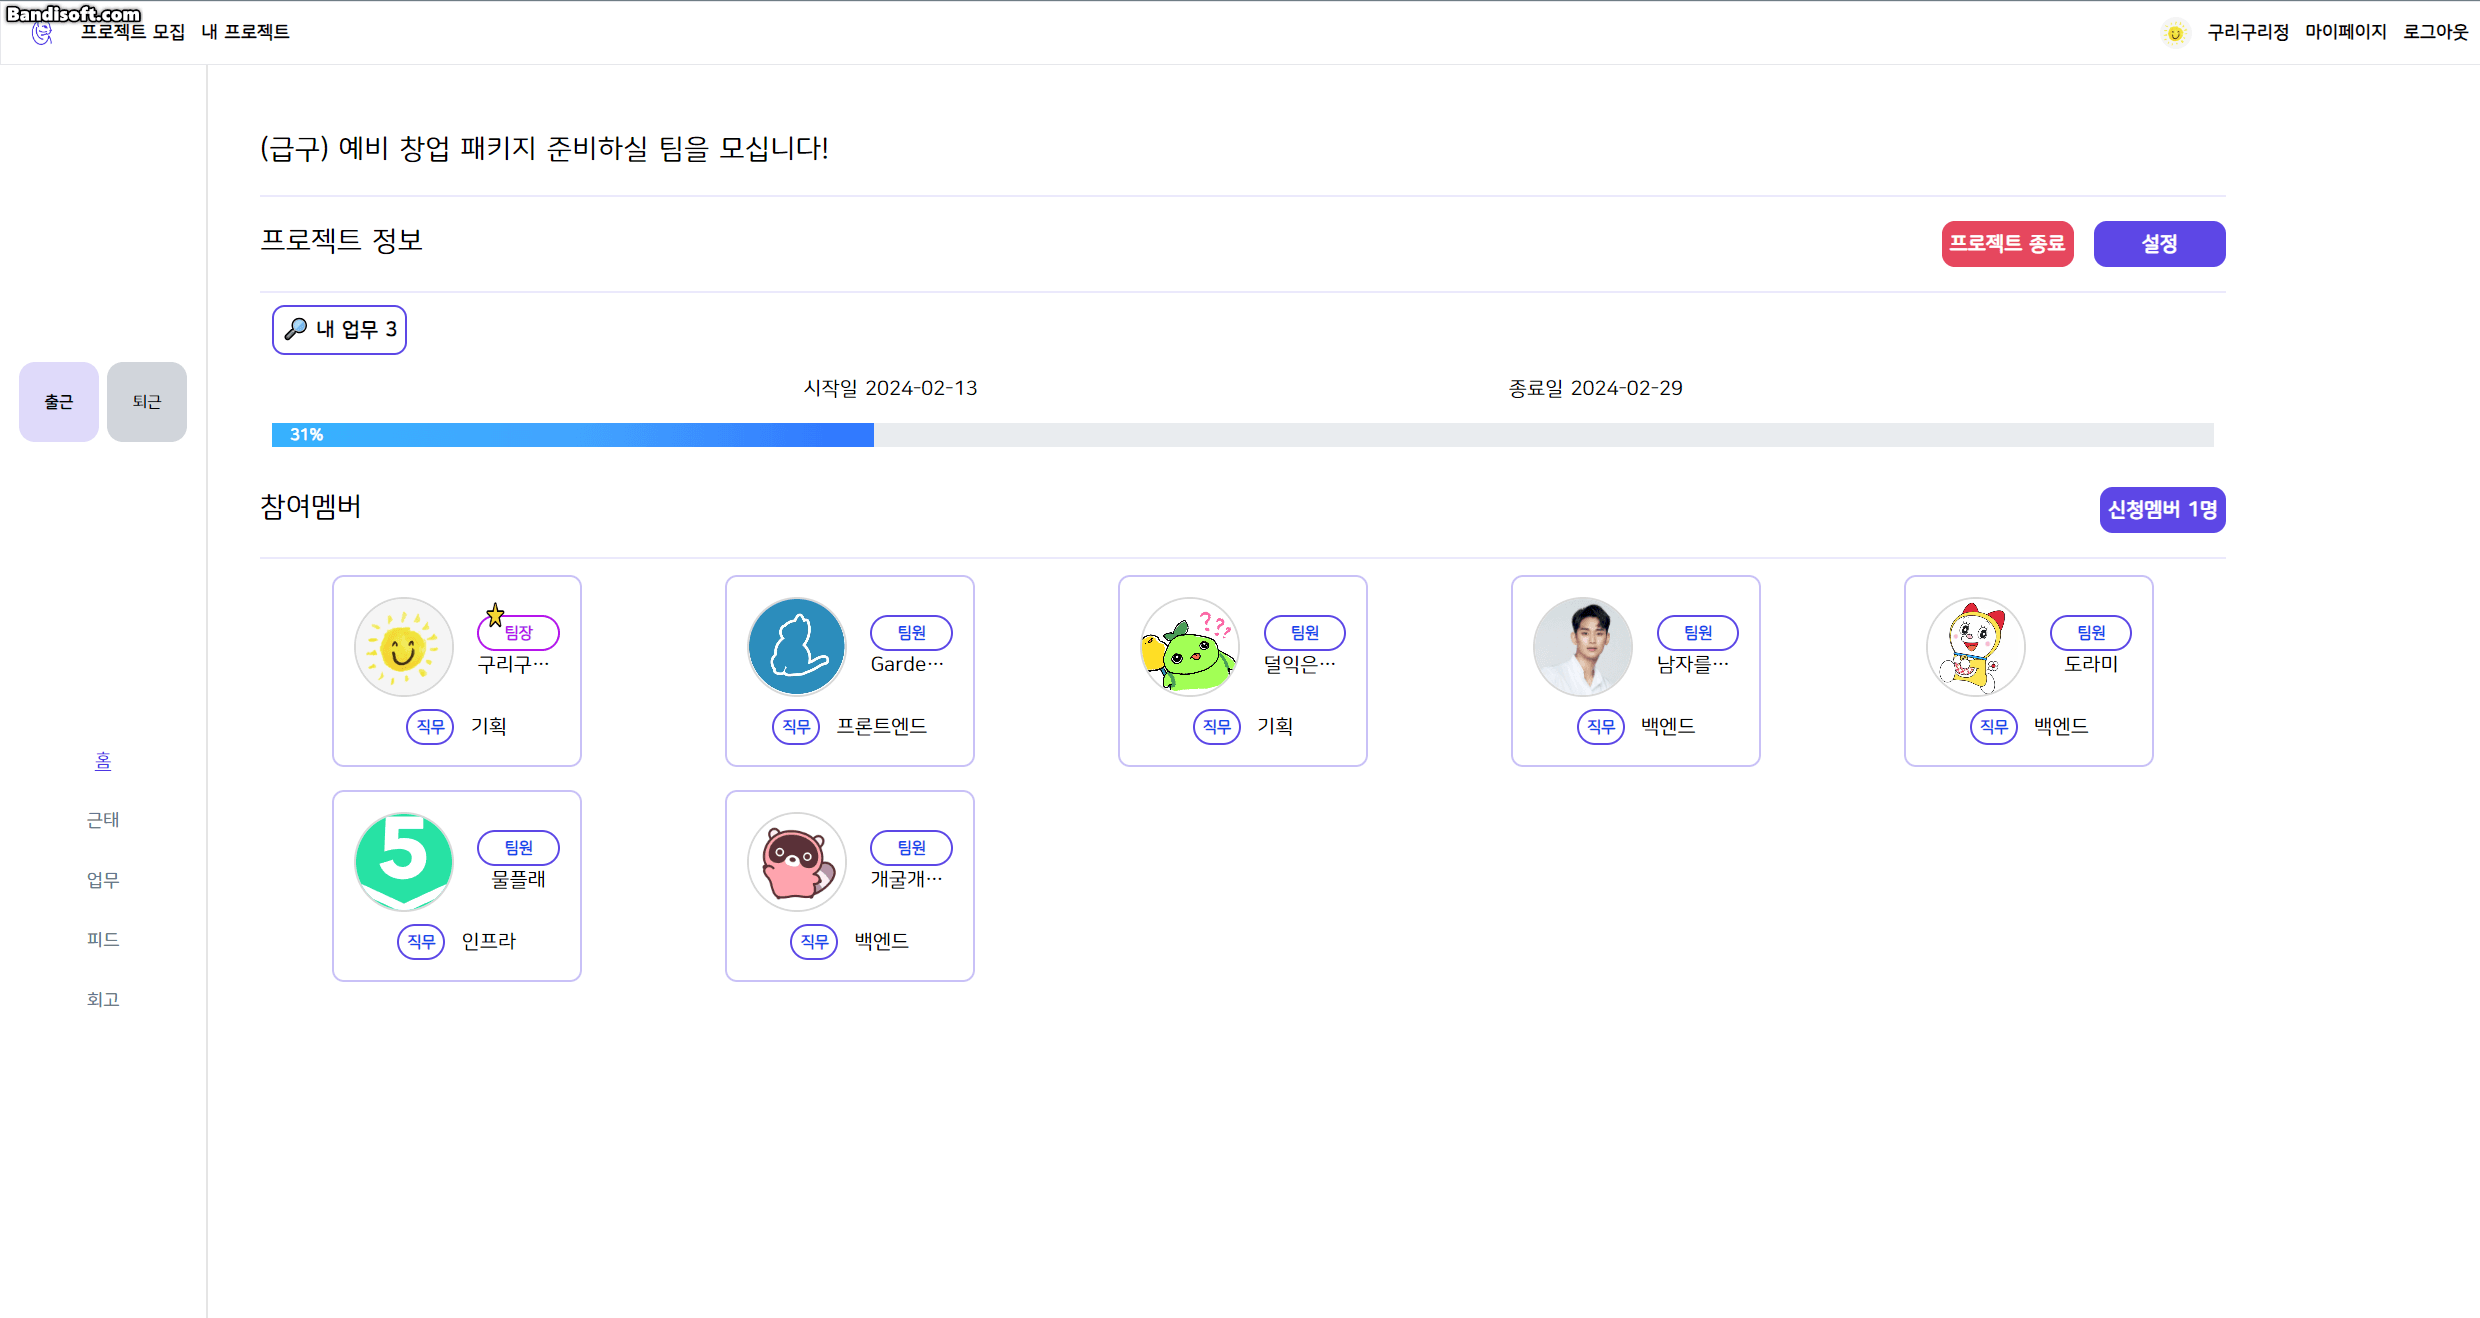 Bandisoft.com
프로젝트 모집 내 프로젝트
구리구리정 마이페이지 로그아웃
(급구) 예비 창업 패키지 준비하실 팀을 모십니다!
프로젝트 정보
프로젝트 종료
설정
내 업무 3
출근
퇴근
시작일 2024-02-13
종료일 2024-02-29
31%
참여멤버
신청멤버 1명
팀장
구리구…
직무 기획
팀원
Garde…
직무 프론트엔드
???
팀원
덜익은…
직무 기획
팀원
남자를…
직무 백엔드
팀원
도라미
직무 백엔드
5
팀원
물플래
직무 인프라
팀원
개굴개…
직무 백엔드
홈
근태
업무
피드
회고